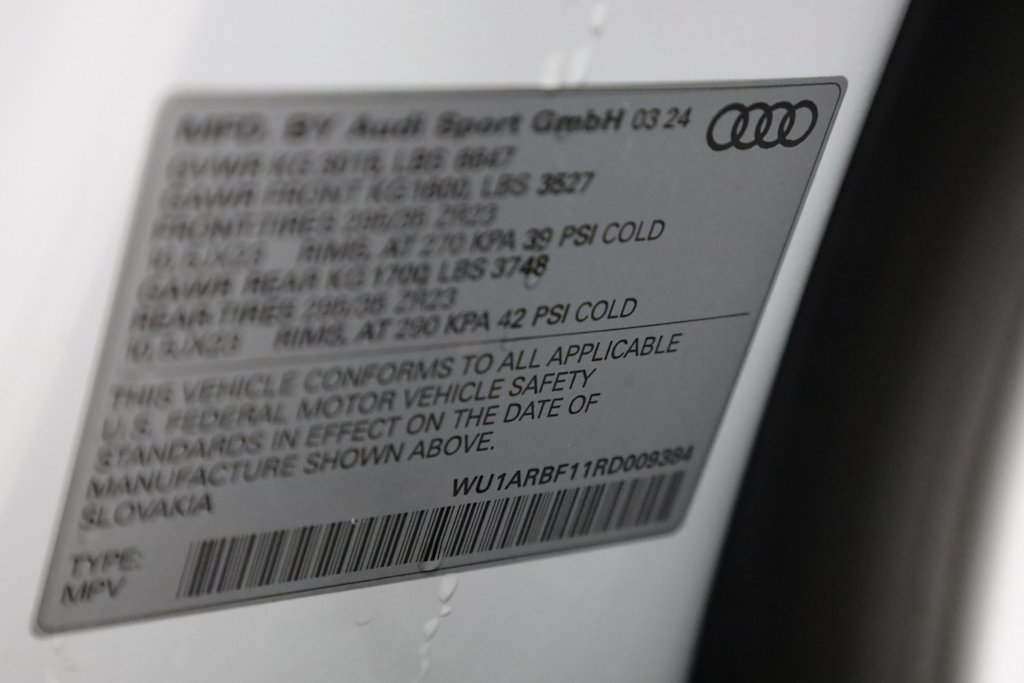 MFG. BY Audi Sport GmbH 03 24
GVWR KG 3015, LBS 6647
GAWR FRONT KG 1600, LBS 3527
FRONT-TIRES 295/35 ZR23
10,5JX23 RIMS, AT 270 KPA 39 PSI COLD
GAWR REAR KG 1700, LBS 3748
REAR-TIRES 295/35 ZR23
10,5JX23 RIMS, AT 290 KPA 42 PSI COLD
THIS VEHICLE CONFORMS TO ALL APPLICABLE
U.S. FEDERAL MOTOR VEHICLE SAFETY
STANDARDS IN EFFECT ON THE DATE OF
MANUFACTURE SHOWN ABOVE.
SLOVAKIA
WU1ARBF11RD009384
TYPE:
MPV